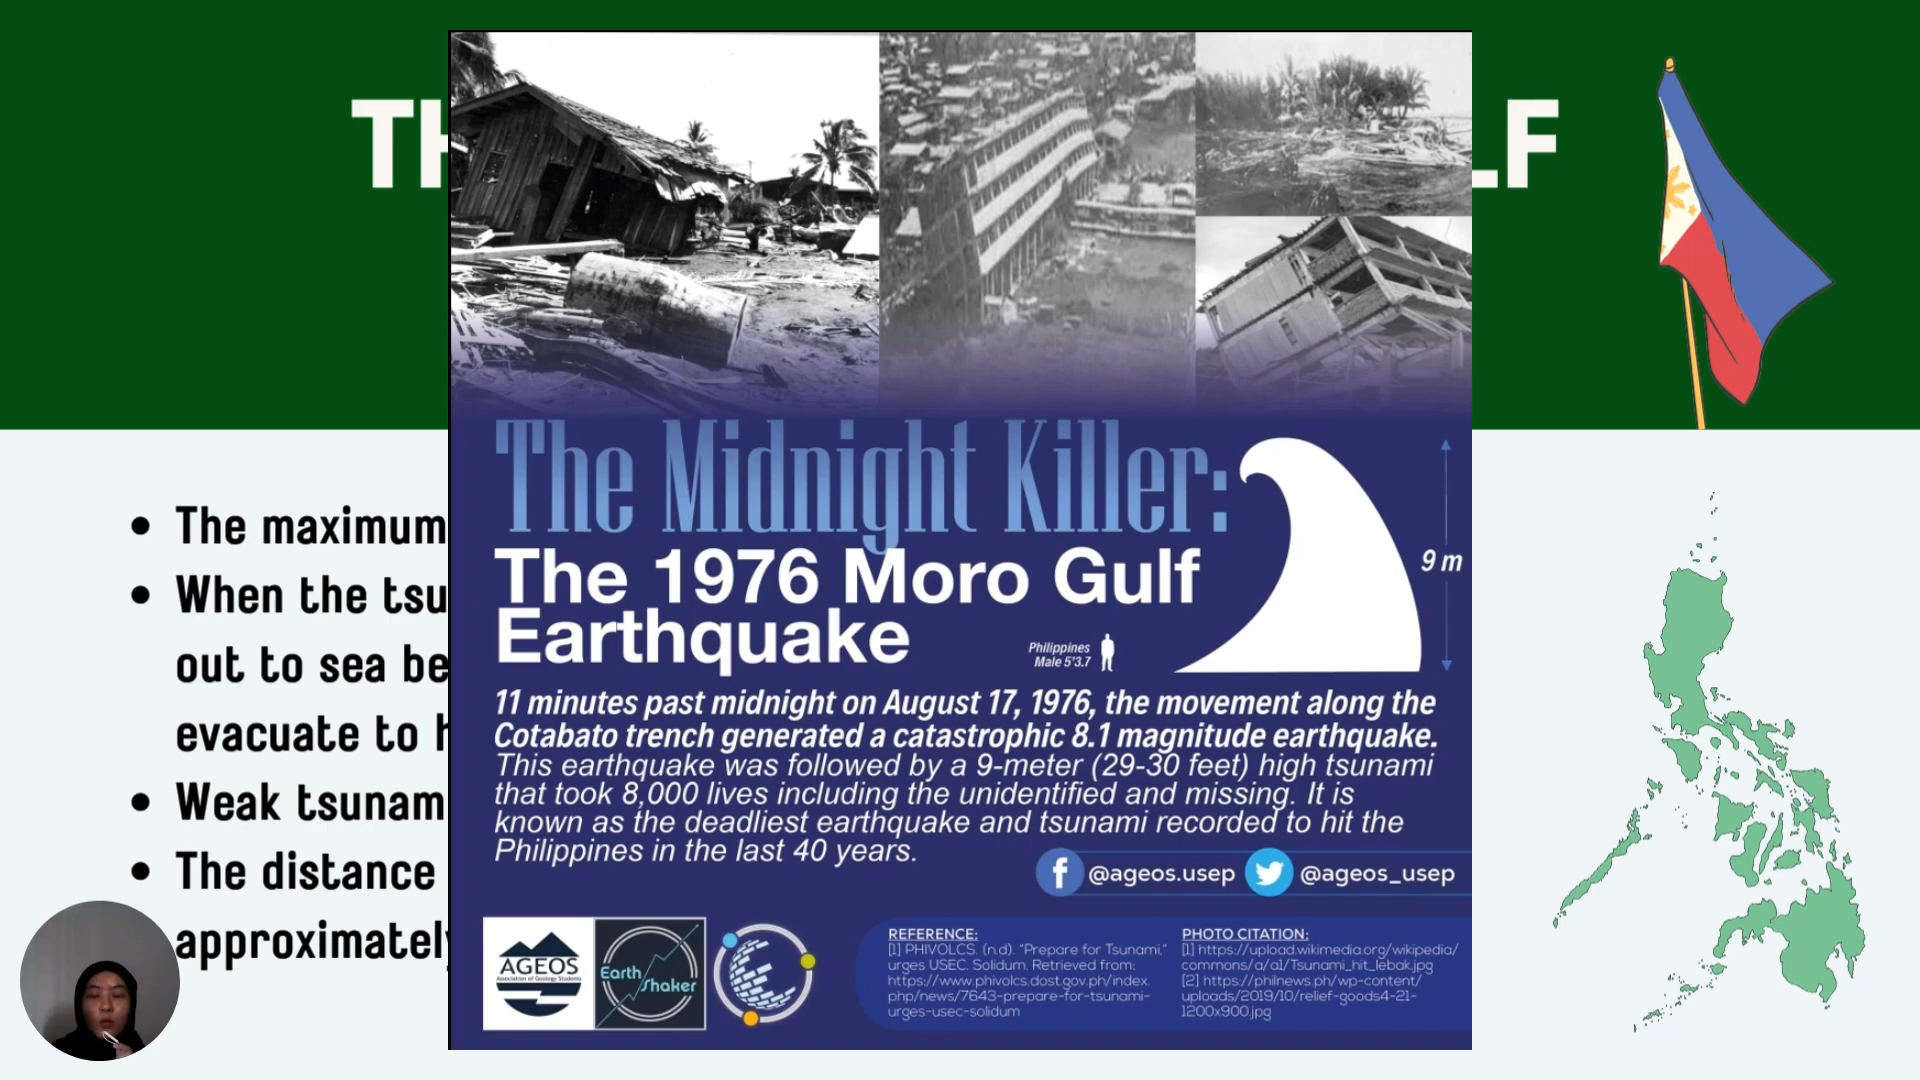 TH
LF
The Midnight Killer:
The 1976 Moro Gulf
Earthquake
Philippines
Male 5'3.7
9 m
11 minutes past midnight on August 17, 1976, the movement along the
Cotabato trench generated a catastrophic 8.1 magnitude earthquake.
This earthquake was followed by a 9-meter (29-30 feet) high tsunami
that took 8,000 lives including the unidentified and missing. It is
known as the deadliest earthquake and tsunami recorded to hit the
Philippines in the last 40 years.
@ageos.usep
@ageos_usep
AGEOS
Association of Geology Students
Earth
Shaker
REFERENCE:
[1] PHIVOLCS. (n.d). "Prepare for Tsunami,"
urges USEC. Solidum. Retrieved from:
https://www.phivolcs.dost.gov.ph/index.
php/news/7643-prepare-for-tsunami-
urges-usec-solidum
PHOTO CITATION:
[1] https://upload.wikimedia.org/wikipedia/
commons/a/a1/Tsunami_hit_lebak.jpg
[2] https://philnews.ph/wp-content/
uploads/2019/10/relief-goods4-21-
1200x900.jpg
• The maximum
• When the tsu
out to sea be
evacuate to h
• Weak tsunam
• The distance
approximately